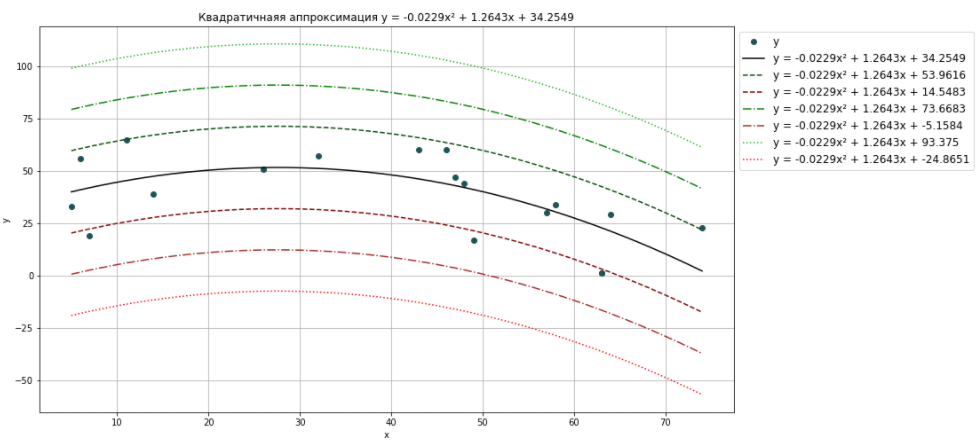 Квадратичнаяя аппроксимация y = -0.0229x² + 1.2643x + 34.2549
y
y = -0.0229x² + 1.2643x + 34.2549
y = -0.0229x² + 1.2643x + 53.9616
y = -0.0229x² + 1.2643x + 14.5483
y = -0.0229x² + 1.2643x + 73.6683
y = -0.0229x² + 1.2643x + -5.1584
y = -0.0229x² + 1.2643x + 93.375
y = -0.0229x² + 1.2643x + -24.8651
100
75
50
25
0
−25
−50
y
10 20 30 40 50 60 70
x